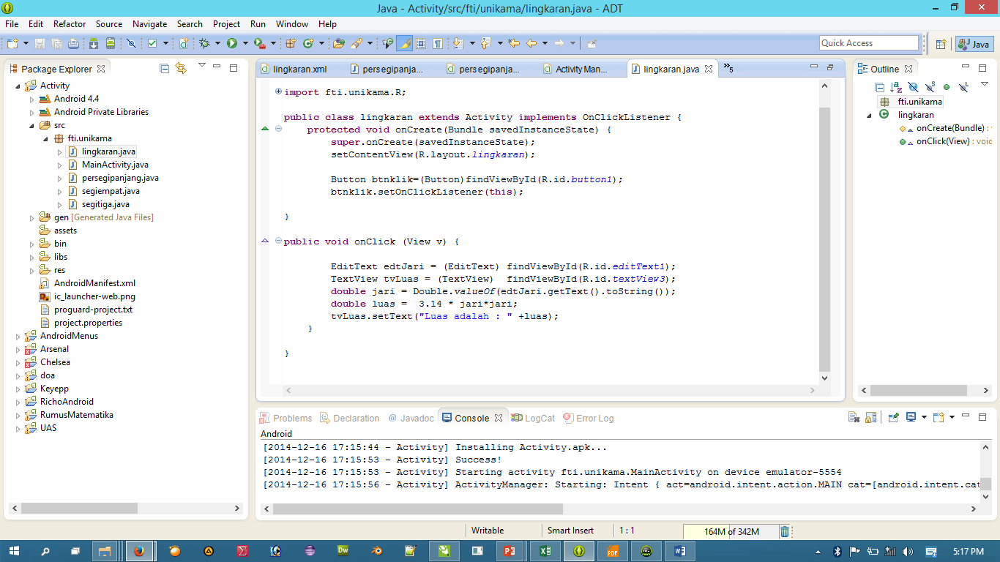 Java - Activity/src/fti/unikama/lingkaran.java - ADT
File Edit Refactor Source Navigate Search Project Run Window Help
Quick Access
Java
Package Explorer
Activity
Android 4.4
Android Private Libraries
src
fti.unikama
lingkaran.java
MainActivity.java
persegipanjang.java
segiempat.java
segitiga.java
gen [Generated Java Files]
assets
bin
libs
res
AndroidManifest.xml
ic_launcher-web.png
proguard-project.txt
project.properties
AndroidMenus
Arsenal
Chelsea
doa
Keyepp
RichoAndroid
RumusMatematika
UAS
lingkaran.xml persegipanja... persegipanja... Activity Man... lingkaran.java »5
import fti.unikama.R;
public class lingkaran extends Activity implements OnClickListener {
protected void onCreate(Bundle savedInstanceState) {
super.onCreate(savedInstanceState);
setContentView(R.layout.lingkaran);
Button btnklik=(Button)findViewById(R.id.button1);
btnklik.setOnClickListener(this);
}
public void onClick (View v) {
EditText edtJari = (EditText) findViewById(R.id.editText1);
TextView tvLuas = (TextView)  findViewById(R.id.textView3);
double jari = Double.valueOf(edtJari.getText().toString());
double luas =  3.14 * jari*jari;
tvLuas.setText("Luas adalah : " +luas);
}
}
Outline
fti.unikama
lingkaran
onCreate(Bundle) :
onClick(View) : void
Problems Declaration @ Javadoc Console LogCat Error Log
Android
[2014-12-16 17:15:44 - Activity] Installing Activity.apk...
[2014-12-16 17:15:53 - Activity] Success!
[2014-12-16 17:15:53 - Activity] Starting activity fti.unikama.MainActivity on device emulator-5554
[2014-12-16 17:15:56 - Activity] ActivityManager: Starting: Intent { act=android.intent.action.MAIN cat=[android.intent.cat
Writable Smart Insert 1 : 1 164M of 342M
Dw
PDF
5:17 PM